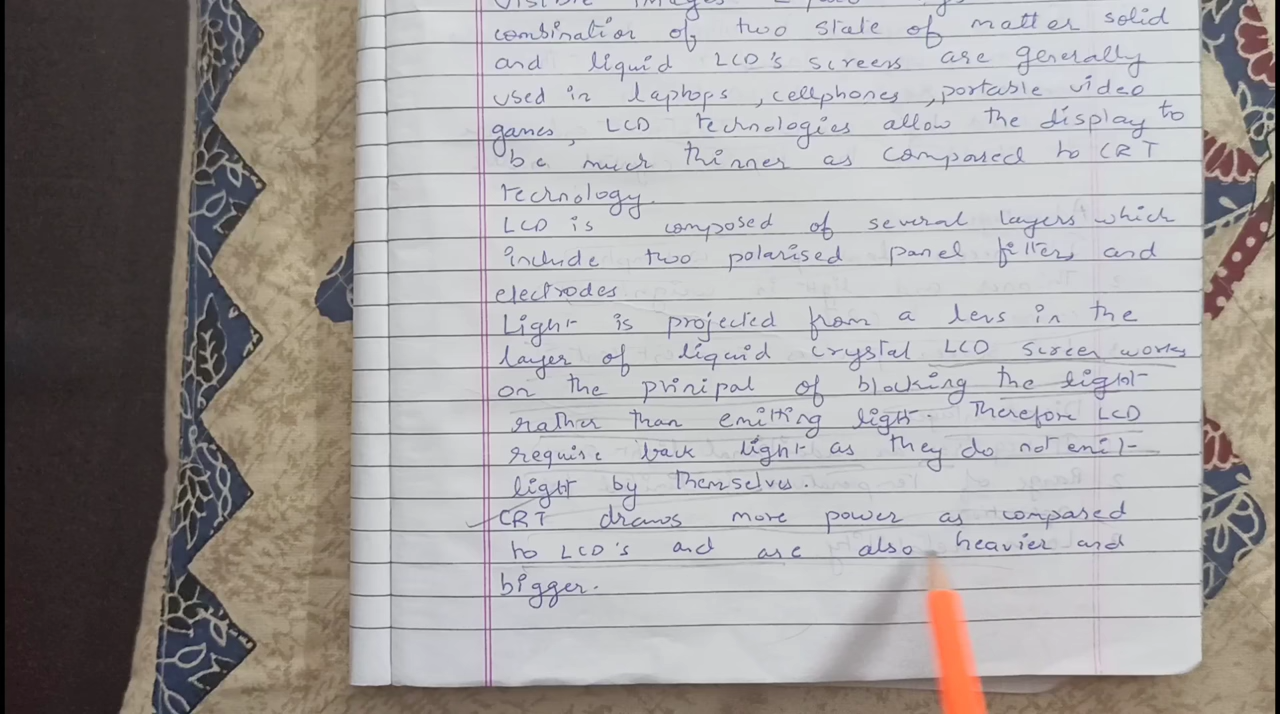 visible images
combination of two state of matter solid
and liquid LCD's screens are generally
used in laphops, cellphones, portable video
games, LCD technologies allow the display to
be much thinner as compared to CRT
technology.
LCD is composed of several layers which
include two polarised panel filters and
electrodes
Light is projected from a lens in the
layer of liquid crystal LCD screen works
on the prinipal of blocking the light
rather than emitting light. Therefore LCD
require back light as they do not emit
light by themselves.
CRT draws more power as compared
to LCD's and are also heavier and
bigger.